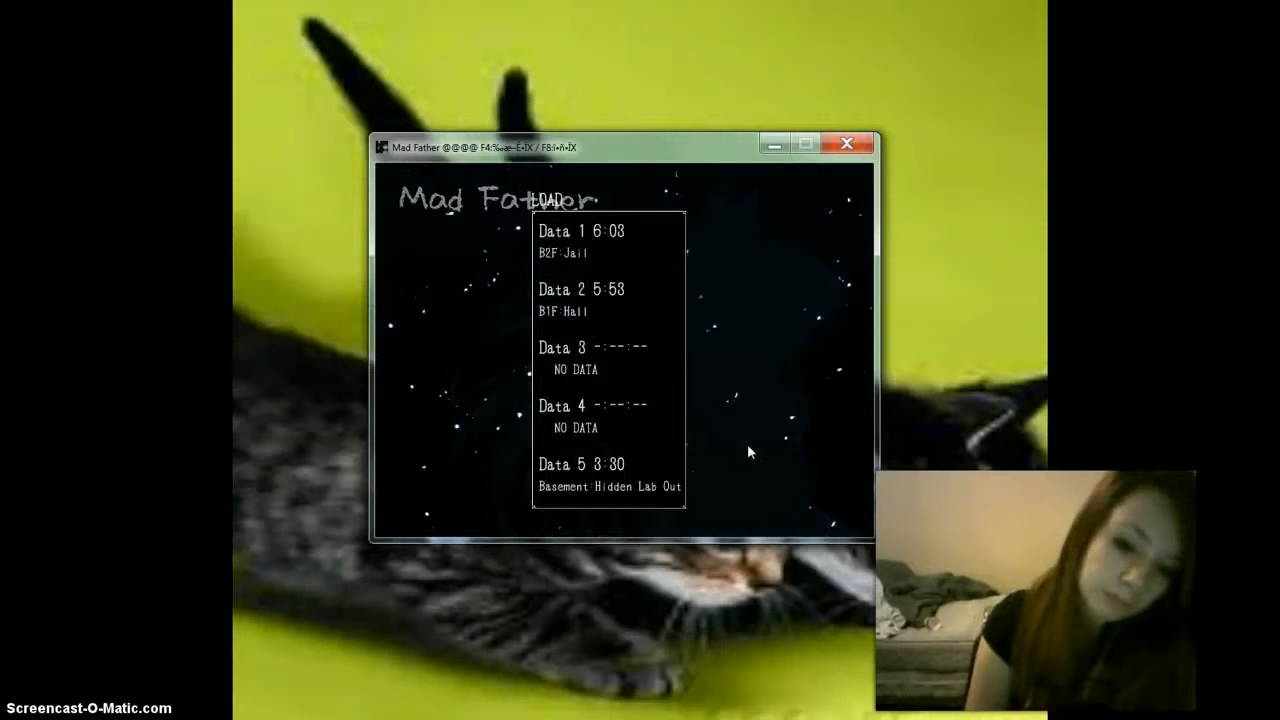 Mad Father @@@@ F4:‰æ–Ê•ÏX / F8:ï•ñ•ÏX
Mad Father
LOAD
Data 1 6:03
B2F:Jail
Data 2 5:53
B1F:Hall
Data 3 -:--:--
NO DATA
Data 4 -:--:--
NO DATA
Data 5 3:30
Basement:Hidden Lab Out
Screencast-O-Matic.com